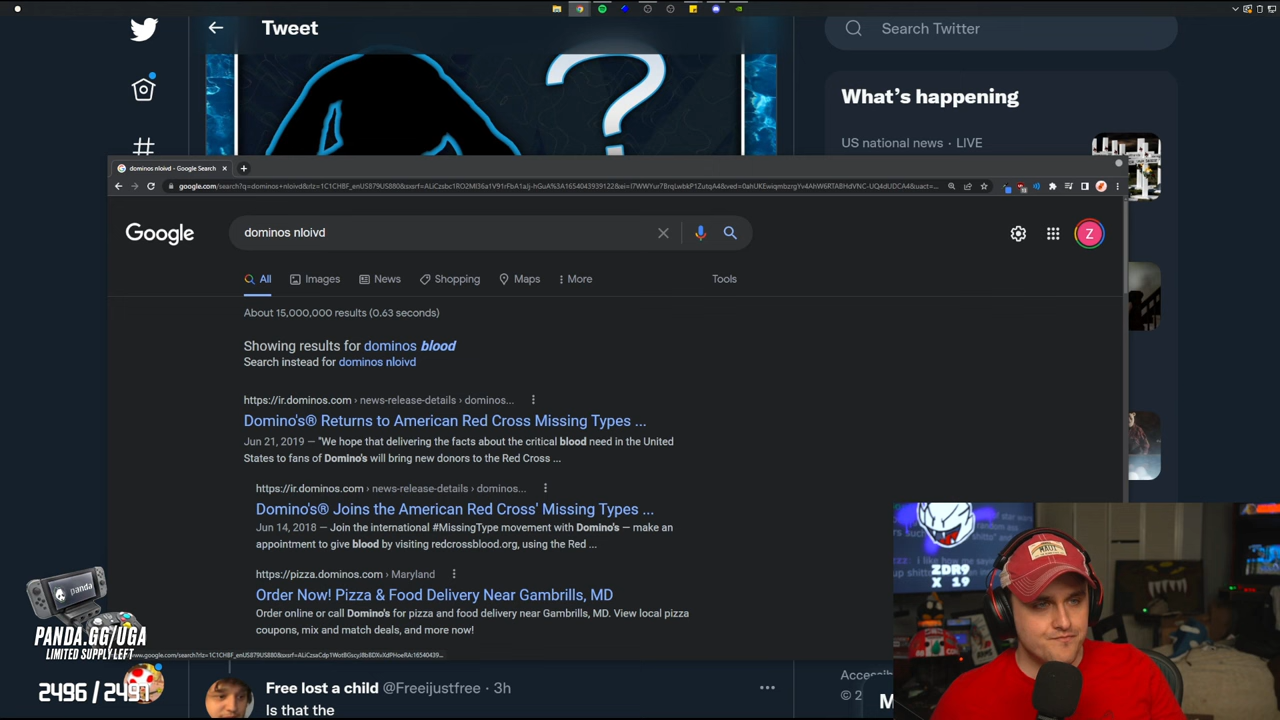 Tweet
Search Twitter
What's happening
US national news · LIVE
dominos nloivd - Google Search
Google
dominos nloivd
Z
All
Images
News
Shopping
Maps
More
Tools
About 15,000,000 results (0.63 seconds)
Showing results for dominos blood
Search instead for dominos nloivd
https://ir.dominos.com › news-release-details › dominos...
Domino's® Returns to American Red Cross Missing Types ...
Jun 21, 2019 — "We hope that delivering the facts about the critical blood need in the United
States to fans of Domino's will bring new donors to the Red Cross ...
https://ir.dominos.com › news-release-details › dominos...
Domino's® Joins the American Red Cross' Missing Types ...
Jun 14, 2018 — Join the international #MissingType movement with Domino's — make an
appointment to give blood by visiting redcrossblood.org, using the Red ...
https://pizza.dominos.com › Maryland
Order Now! Pizza & Food Delivery Near Gambrills, MD
Order online or call Domino's for pizza and food delivery near Gambrills, MD. View local pizza
coupons, mix and match deals, and more now!
panda
PANDA.GG/UGA
LIMITED SUPPLY LEFT
2496 / 2497
Free lost a child @Freeijustfree · 3h
Is that the
Accessibi
© 2
M
ZDR9
X 19
MAUI